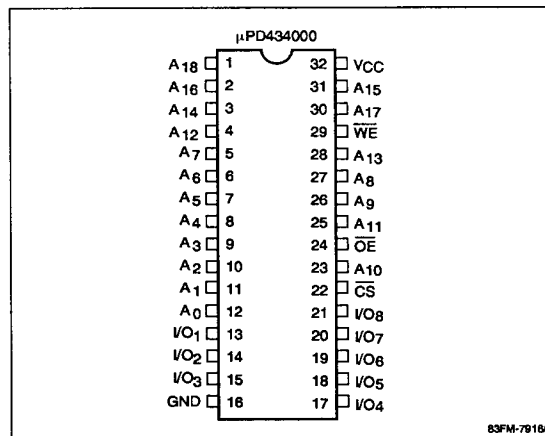 μPD434000
A18 1 32 VCC
A16 2 31 A15
A14 3 30 A17
A12 4 29 WE
A7 5 28 A13
A6 6 27 A8
A5 7 26 A9
A4 8 25 A11
A3 9 24 OE
A2 10 23 A10
A1 11 22 CS
A0 12 21 I/O8
I/O1 13 20 I/O7
I/O2 14 19 I/O6
I/O3 15 18 I/O5
GND 16 17 I/O4